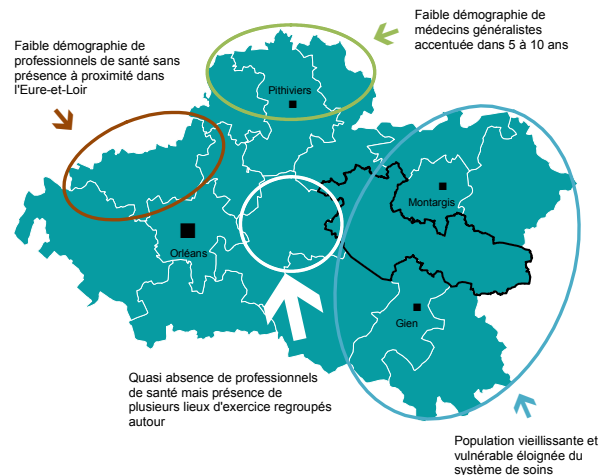 Faible démographie de
médecins généralistes
accentuée dans 5 à 10 ans
Faible démographie de
professionnels de santé sans
présence à proximité dans
l'Eure-et-Loir
Pithiviers
Montargis
Orléans
Gien
Quasi absence de professionnels
de santé mais présence de
plusieurs lieux d'exercice regroupés
autour
Population vieillissante et
vulnérable éloignée du
système de soins